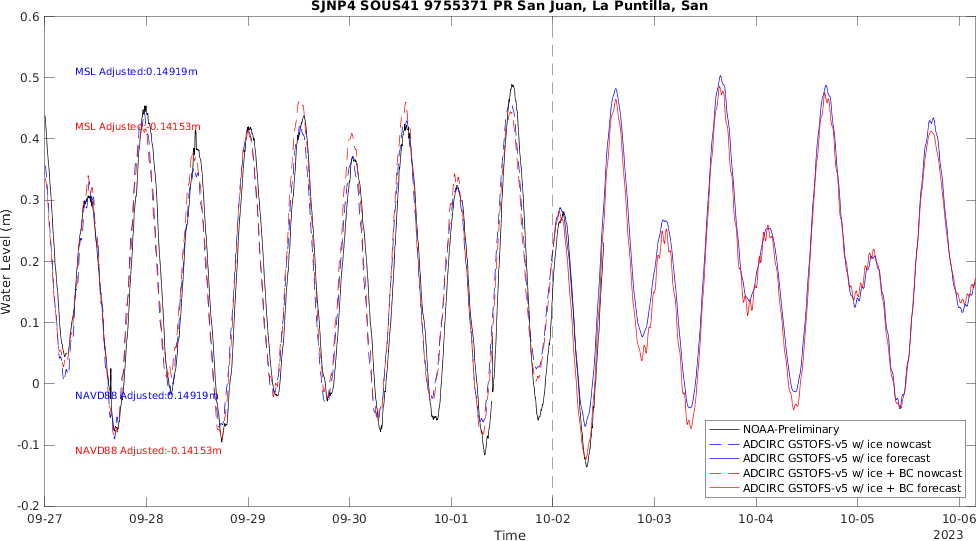 SJNP4 SOUS41 9755371 PR San Juan, La Puntilla, San
0.6
0.5
0.4
0.3
0.2
0.1
0
-0.1
-0.2
Water Level (m)
MSL Adjusted:0.14919m
MSL Adjusted:-0.14153m
NAVD88 Adjusted:0.14919m
NAVD88 Adjusted:-0.14153m
NOAA-Preliminary
ADCIRC GSTOFS-v5 w/ ice nowcast
ADCIRC GSTOFS-v5 w/ ice forecast
ADCIRC GSTOFS-v5 w/ ice + BC nowcast
ADCIRC GSTOFS-v5 w/ ice + BC forecast
09-27 09-28 09-29 09-30 10-01 10-02 10-03 10-04 10-05 10-06
Time
2023